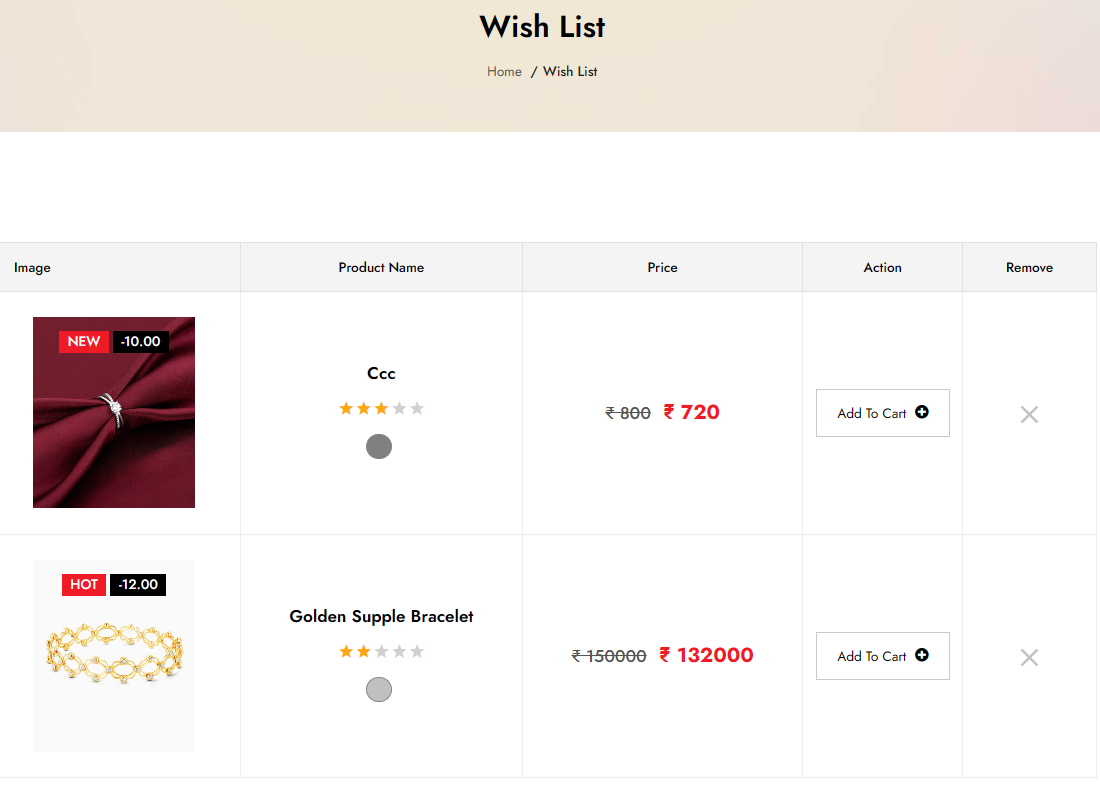 Wish List
Home / Wish List
Image Product Name Price Action Remove
NEW -10.00
Ccc
₹ 800 ₹ 720
Add To Cart
HOT -12.00
Golden Supple Bracelet
₹ 150000 ₹ 132000
Add To Cart